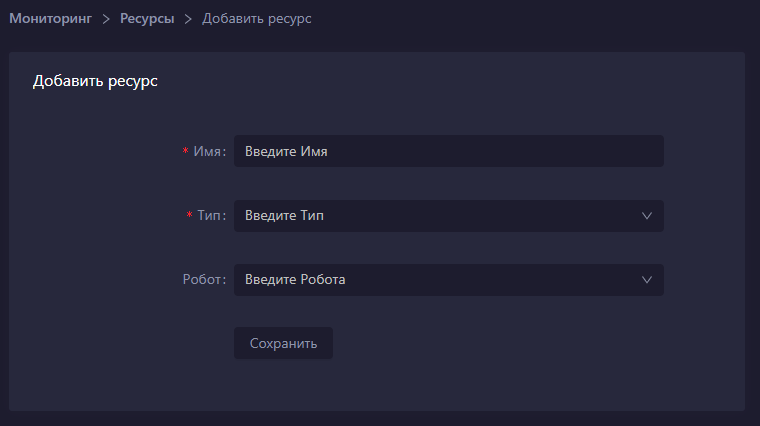 Мониторинг > Ресурсы > Добавить ресурс
Добавить ресурс
* Имя: Введите Имя
* Тип: Введите Тип
Робот: Введите Робота
Сохранить